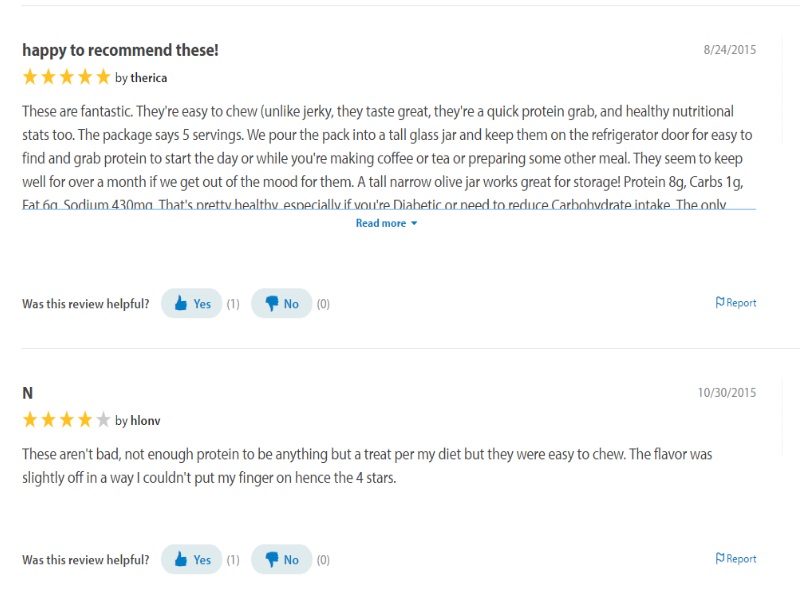 happy to recommend these!
8/24/2015
by therica
These are fantastic. They're easy to chew (unlike jerky, they taste great, they're a quick protein grab, and healthy nutritional
stats too. The package says 5 servings. We pour the pack into a tall glass jar and keep them on the refrigerator door for easy to
find and grab protein to start the day or while you're making coffee or tea or preparing some other meal. They seem to keep
well for over a month if we get out of the mood for them. A tall narrow olive jar works great for storage! Protein 8g, Carbs 1g,
Fat 6g, Sodium 430mg. That's pretty healthy, especially if you're Diabetic or need to reduce Carbohydrate intake. The only
Read more
Was this review helpful? Yes (1) No (0) Report
N
10/30/2015
by hlonv
These aren't bad, not enough protein to be anything but a treat per my diet but they were easy to chew. The flavor was
slightly off in a way I couldn't put my finger on hence the 4 stars.
Was this review helpful? Yes (1) No (0) Report